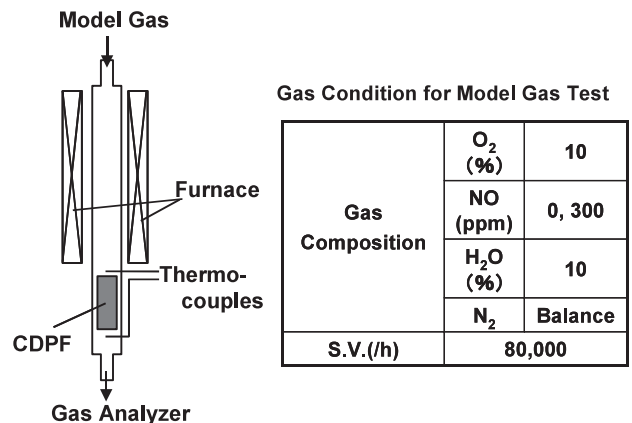 Model Gas
Furnace
Thermo-
couples
CDPF
Gas Analyzer
Gas Condition for Model Gas Test
Gas
Composition
O2
(%)
10
NO
(ppm)
0, 300
H2O
(%)
10
N2
Balance
S.V.(/h)
80,000